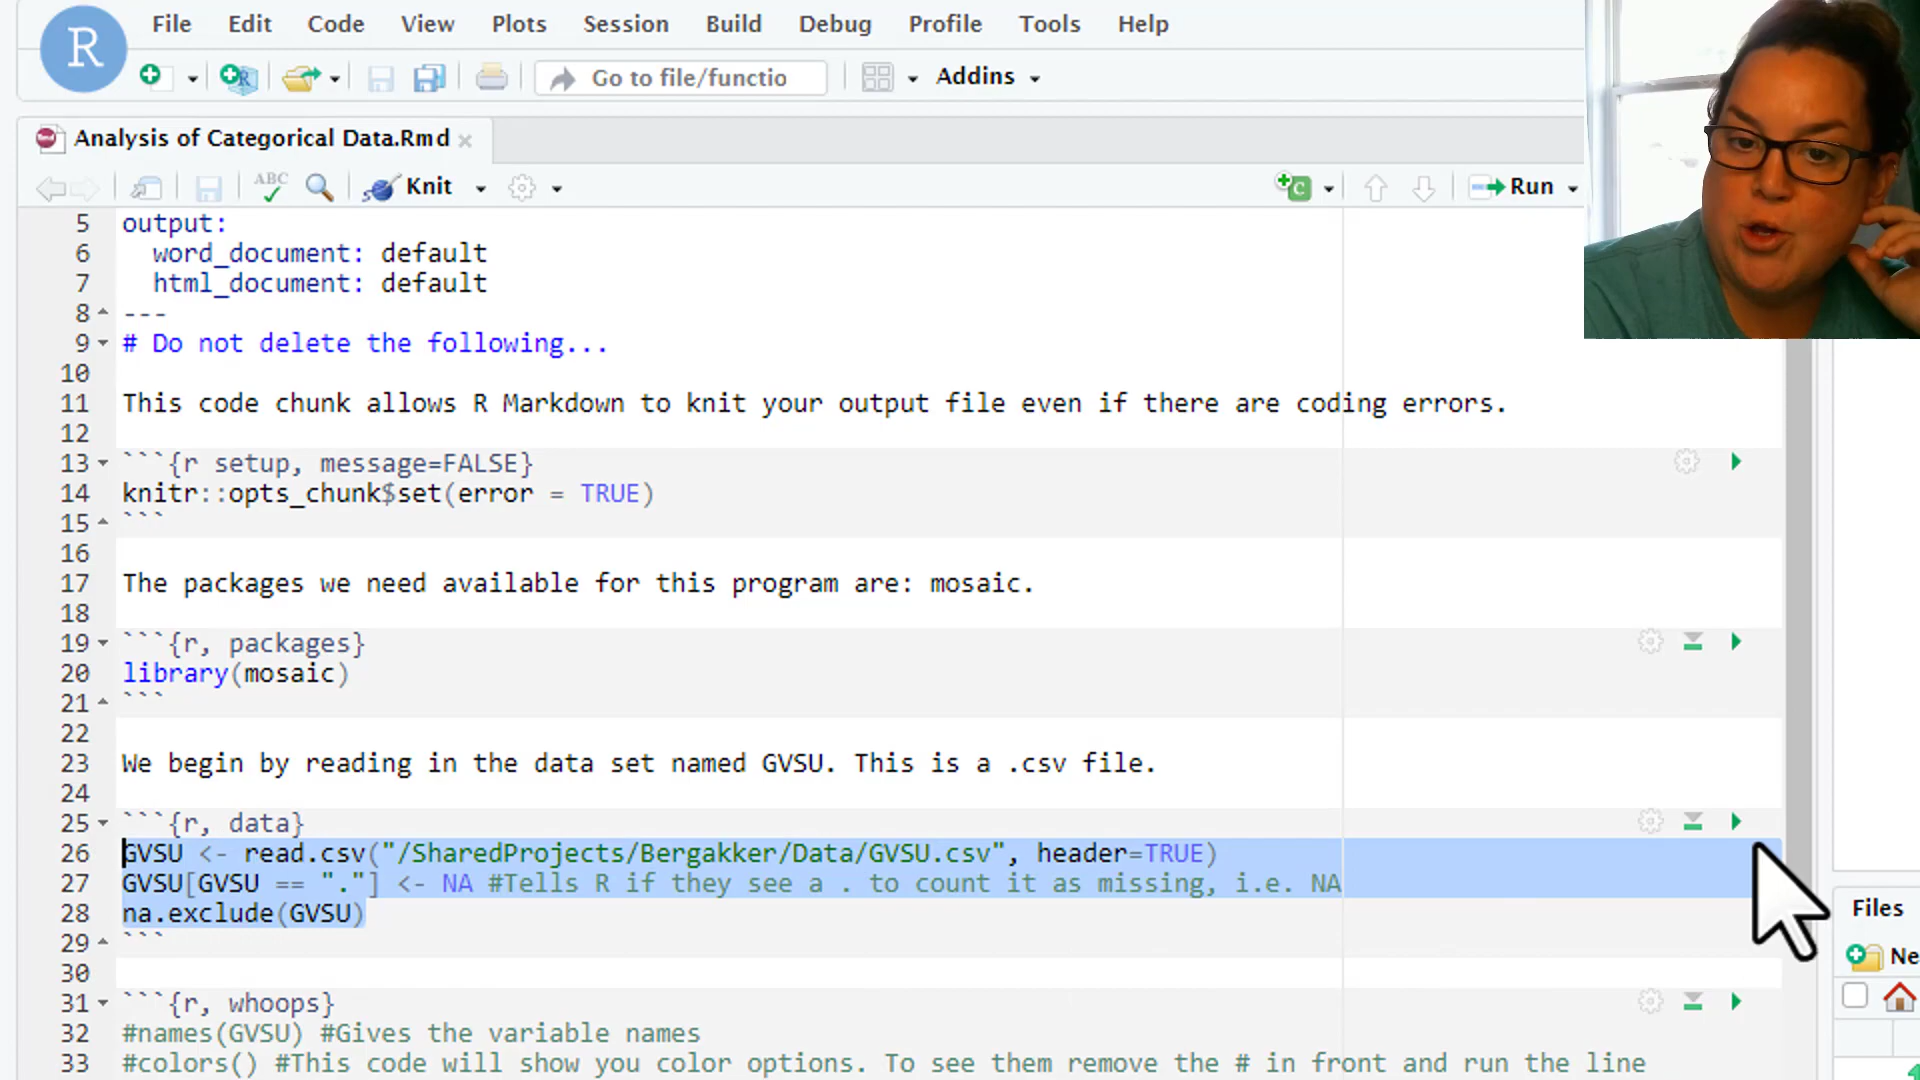 R
File Edit Code View Plots Session Build Debug Profile Tools Help
Go to file/functio Addins
Analysis of Categorical Data.Rmd
ABC Knit Run
5 output:
6 word_document: default
7 html_document: default
8 ---
9 # Do not delete the following...
10
11 This code chunk allows R Markdown to knit your output file even if there are coding errors.
12
13 ```{r setup, message=FALSE}
14 knitr::opts_chunk$set(error = TRUE)
15 ```
16
17 The packages we need available for this program are: mosaic.
18
19 ```{r, packages}
20 library(mosaic)
21 ```
22
23 We begin by reading in the data set named GVSU. This is a .csv file.
24
25 ```{r, data}
26 GVSU <- read.csv("/SharedProjects/Bergakker/Data/GVSU.csv", header=TRUE)
27 GVSU[GVSU == "."] <- NA #Tells R if they see a . to count it as missing, i.e. NA
28 na.exclude(GVSU)
29 ```
30
31 ```{r, whoops}
32 #names(GVSU) #Gives the variable names
33 #colors() #This code will show you color options. To see them remove the # in front and run the line
Files
Ne